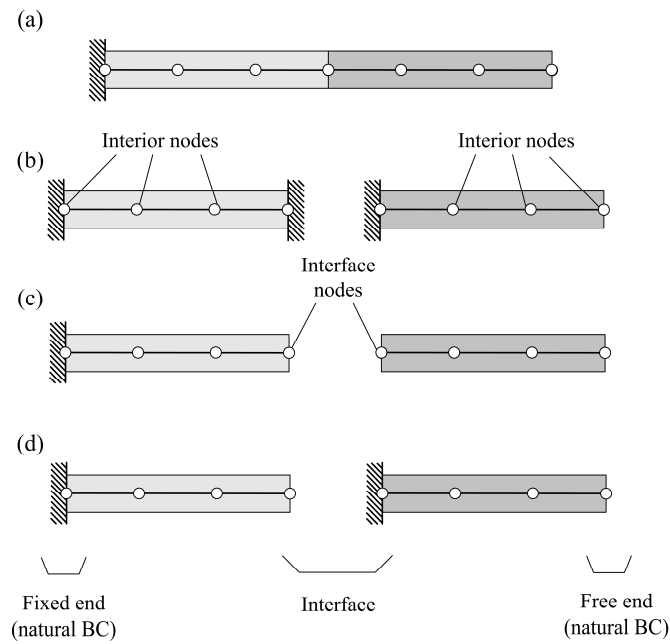 (a)
Interior nodes
Interior nodes
(b)
Interface
nodes
(c)
(d)
Fixed end
(natural BC)
Interface
Free end
(natural BC)